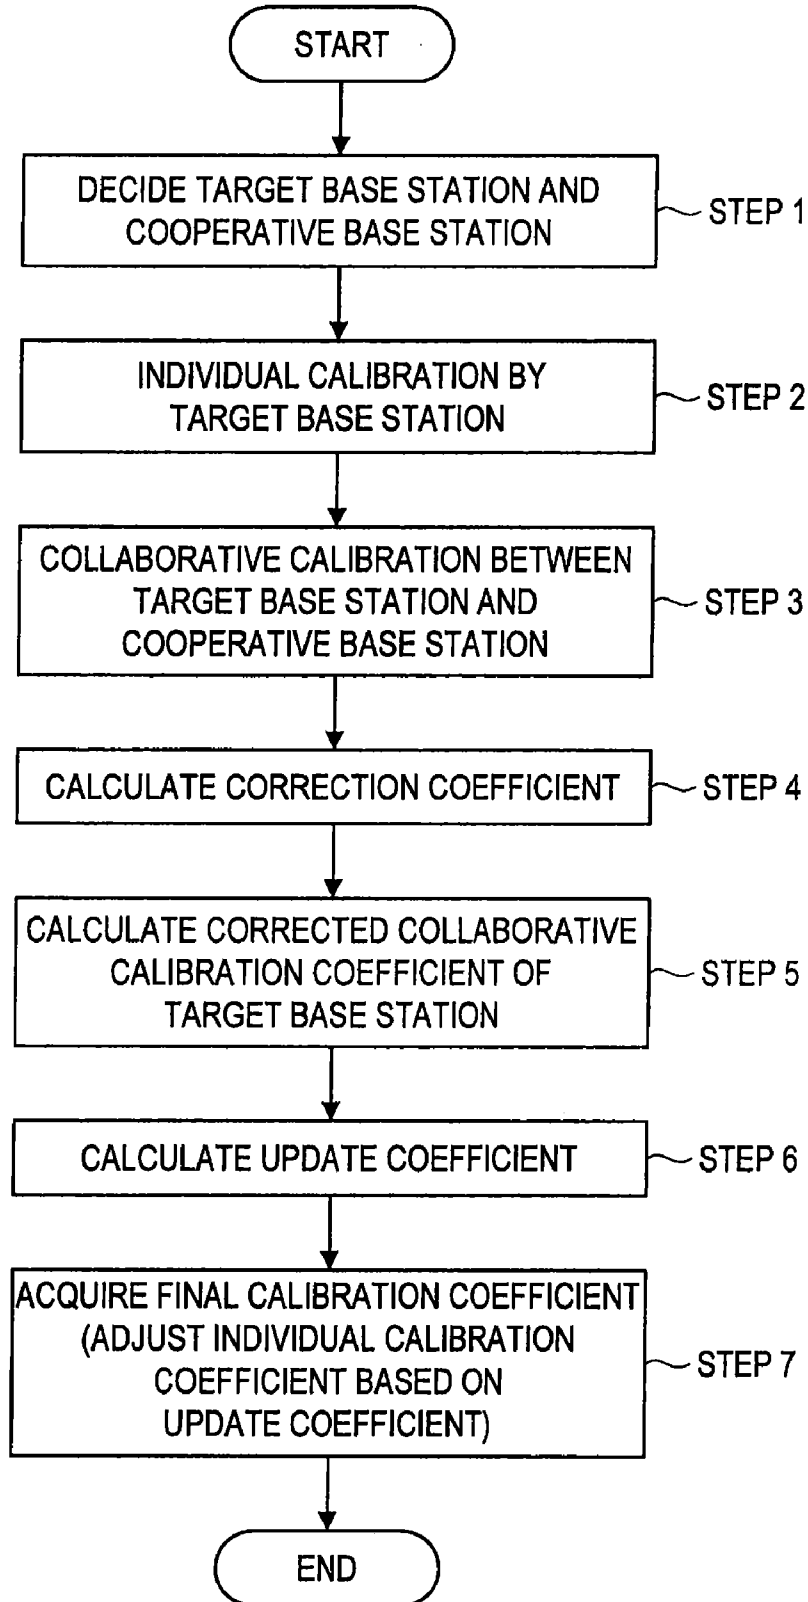 START
DECIDE TARGET BASE STATION AND
COOPERATIVE BASE STATION
STEP 1
INDIVIDUAL CALIBRATION BY
TARGET BASE STATION
STEP 2
COLLABORATIVE CALIBRATION BETWEEN
TARGET BASE STATION AND
COOPERATIVE BASE STATION
STEP 3
CALCULATE CORRECTION COEFFICIENT
STEP 4
CALCULATE CORRECTED COLLABORATIVE
CALIBRATION COEFFICIENT OF
TARGET BASE STATION
STEP 5
CALCULATE UPDATE COEFFICIENT
STEP 6
ACQUIRE FINAL CALIBRATION COEFFICIENT
(ADJUST INDIVIDUAL CALIBRATION
COEFFICIENT BASED ON
UPDATE COEFFICIENT)
STEP 7
END